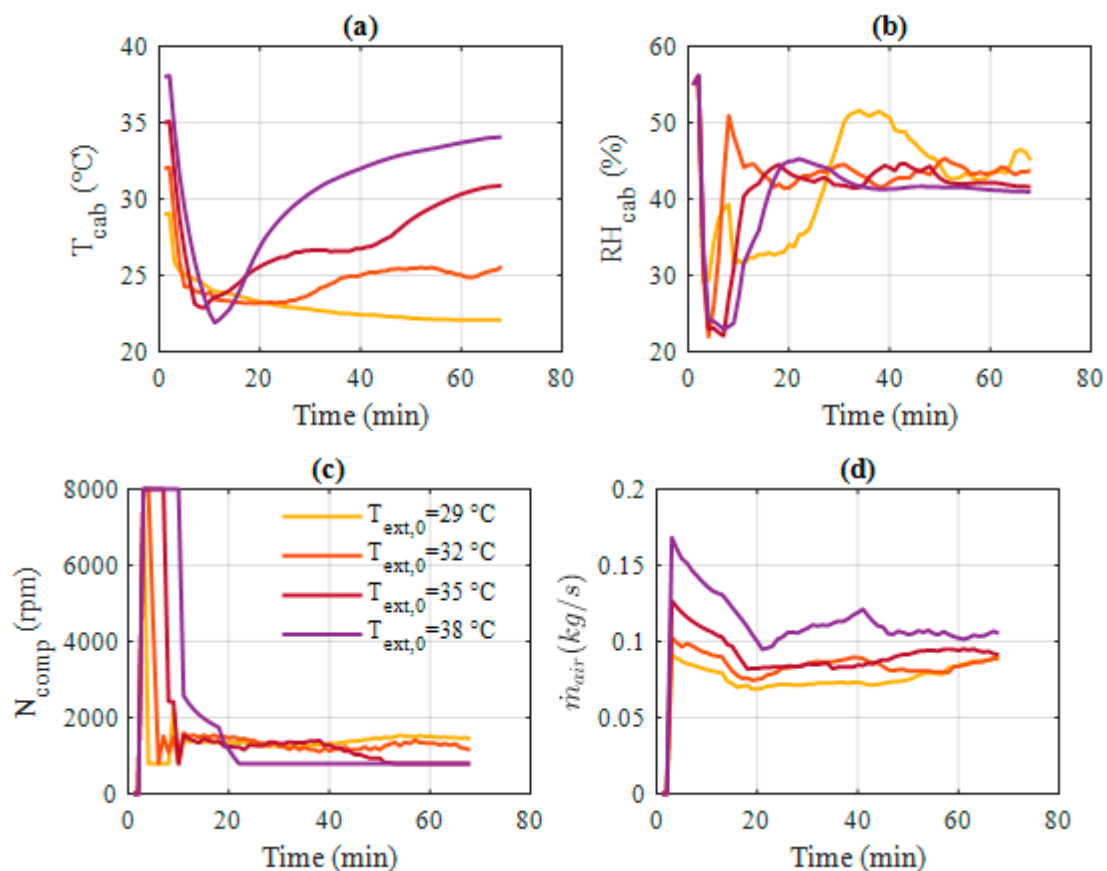 (a)
40
35
30
25
20
T_cab (°C)
0 20 40 60 80
Time (min)
(b)
60
50
40
30
20
RH_cab (%)
0 20 40 60 80
Time (min)
(c)
8000
6000
4000
2000
0
N_comp (rpm)
T_ext,0=29 °C
T_ext,0=32 °C
T_ext,0=35 °C
T_ext,0=38 °C
0 20 40 60 80
Time (min)
(d)
0.2
0.15
0.1
0.05
0
ṁ_air(kg/s)
0 20 40 60 80
Time (min)